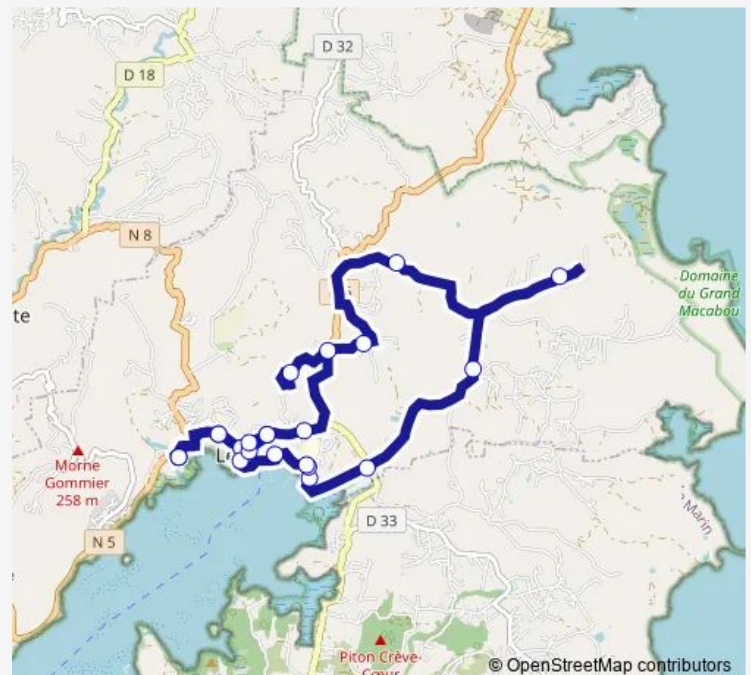 D 32
D 18
N 8
te
Domaine
du Grand
Macabou
Morne
Gommier
258 m
Marin
N 5
D 33
Piton Crève-
Cœur
© OpenStreetMap contributors